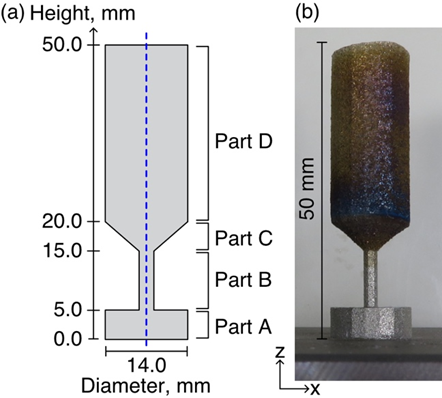 (a) Height, mm
50.0
Part D
20.0
Part C
15.0
Part B
5.0
Part A
0.0
14.0
Diameter, mm
(b)
50 mm
z
x